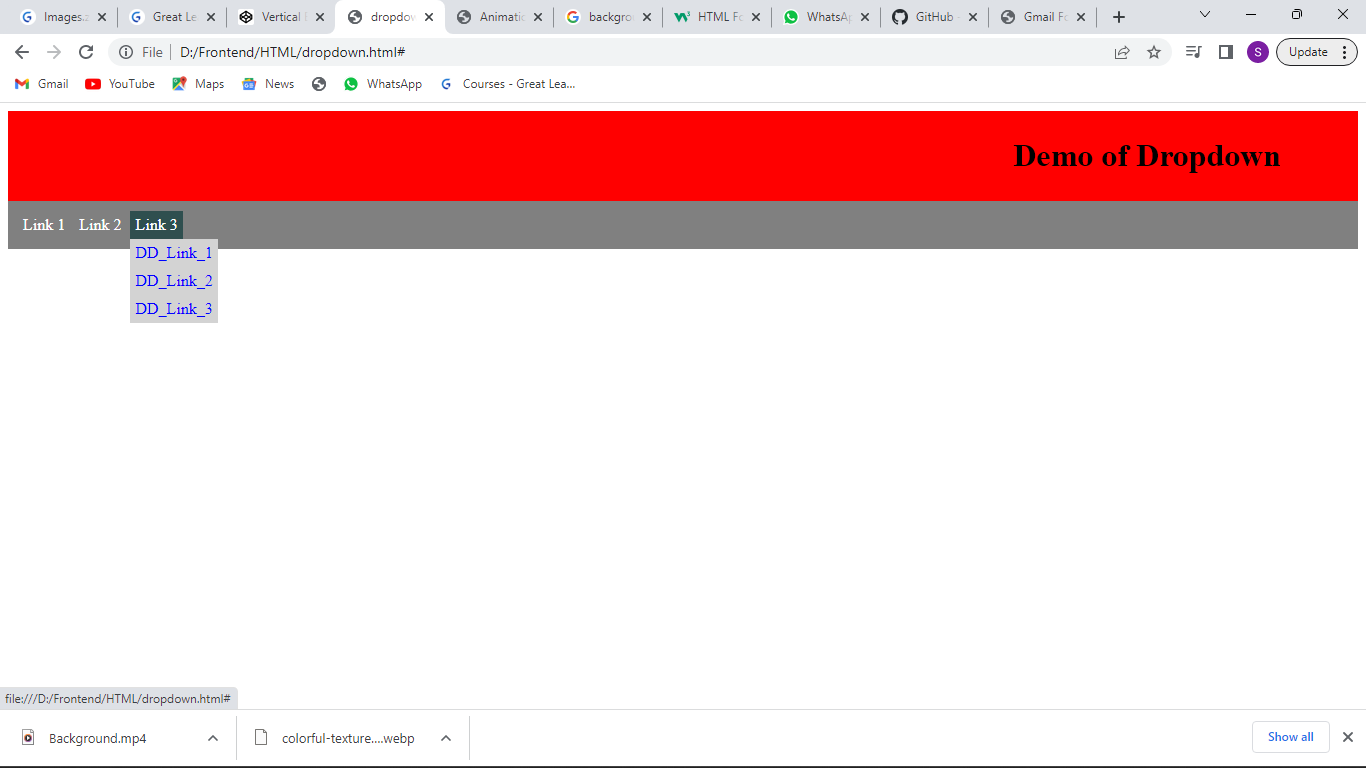 Images.z
Great Le
Vertical
dropdow
Animatic
backgro
HTML Fo
WhatsAp
GitHub
Gmail Fo
File D:/Frontend/HTML/dropdown.html#
S
Update
Gmail
YouTube
Maps
News
WhatsApp
Courses - Great Lea...
Demo of Dropdown
Link 1 Link 2 Link 3
DD_Link_1
DD_Link_2
DD_Link_3
file:///D:/Frontend/HTML/dropdown.html#
Background.mp4
colorful-texture....webp
Show all